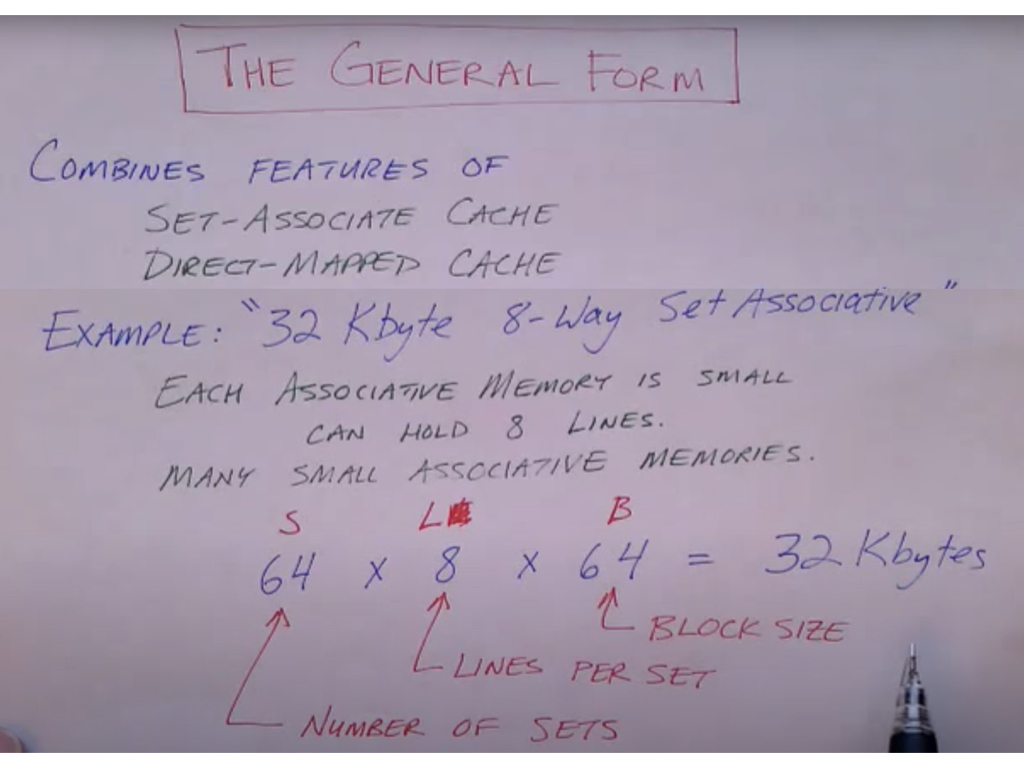 THE GENERAL FORM
COMBINES FEATURES OF
SET-ASSOCIATE CACHE
DIRECT-MAPPED CACHE
EXAMPLE: "32 Kbyte 8-Way Set Associative"
EACH ASSOCIATIVE MEMORY IS SMALL
CAN HOLD 8 LINES.
MANY SMALL ASSOCIATIVE MEMORIES.
S L B
64 x 8 x 64 = 32 Kbytes
BLOCK SIZE
LINES PER SET
NUMBER OF SETS